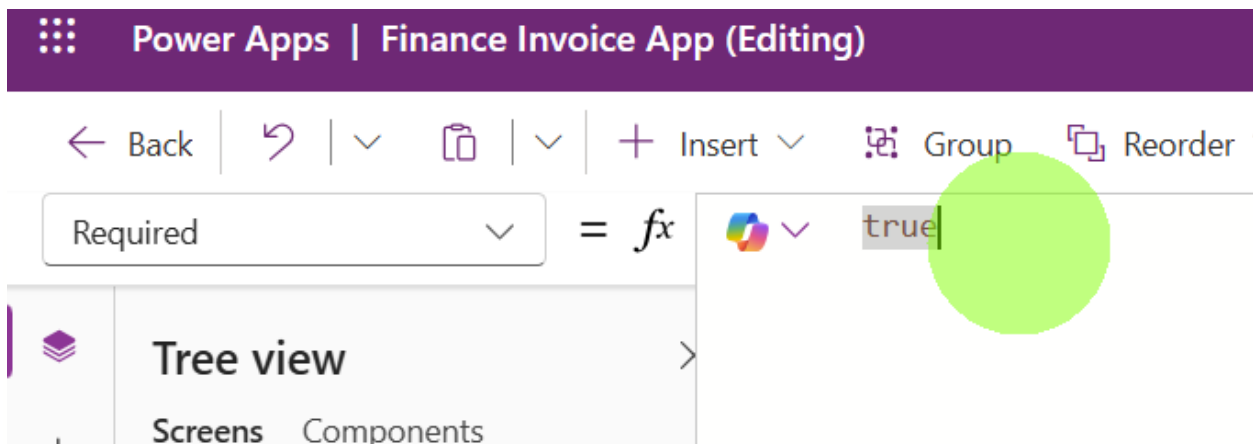 Power Apps | Finance Invoice App (Editing)
Back Insert Group Reorder
Required = fx true
Tree view
Screens Components